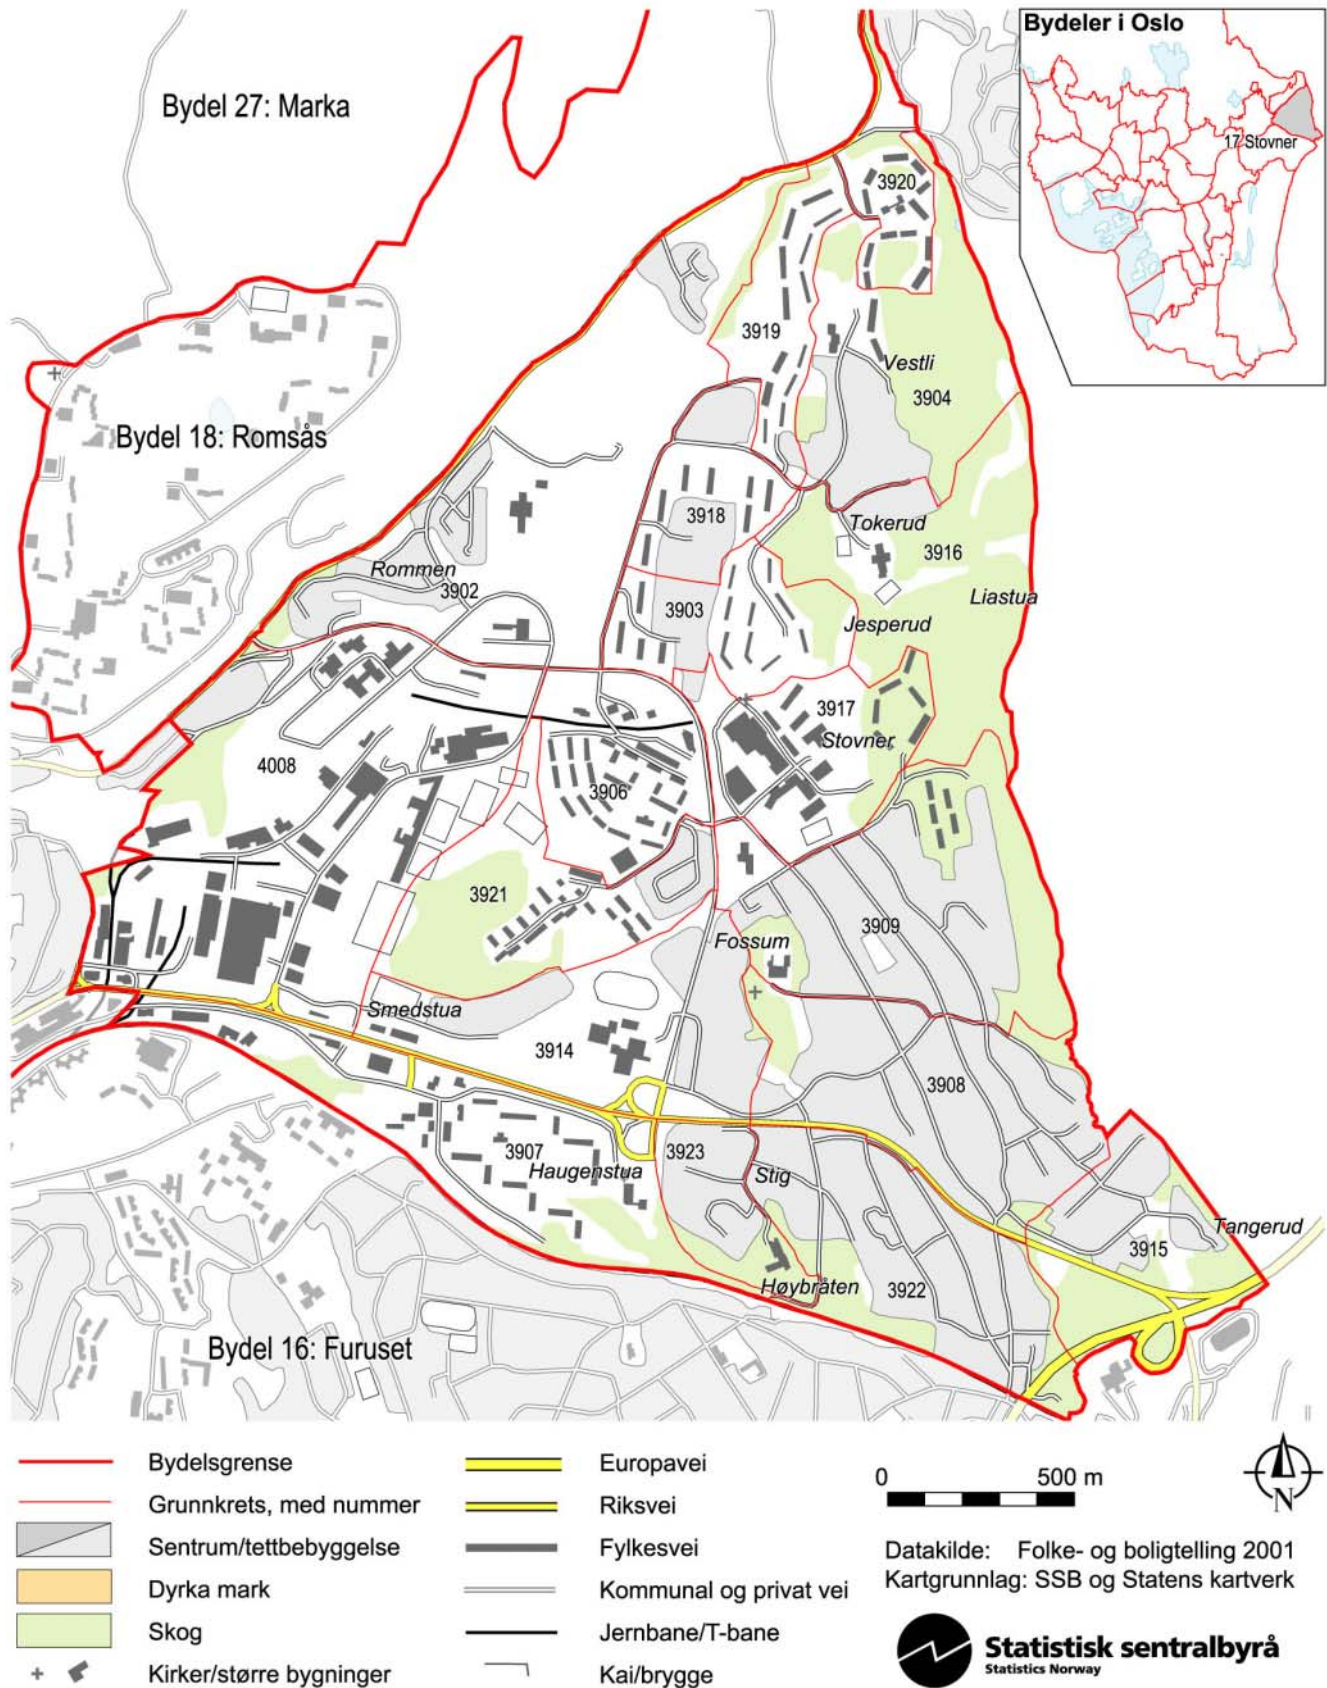 Bydeler i Oslo
17 Stovner
Bydel 27: Marka
3920
3919
Vestli
3904
Bydel 18: Romsås
3918
Tokerud
3916
Rommen
3902
Liastua
3903
Jesperud
3917
Stovner
4008
3906
3921
3909
Fossum
Smedstua
3914
3908
3907
Haugenstua
3923
Stig
Tangerud
3915
Høybråten
3922
Bydel 16: Furuset
Bydelsgrense
Grunnkrets, med nummer
Sentrum/tettbebyggelse
Dyrka mark
Skog
Kirker/større bygninger
Europavei
Riksvei
Fylkesvei
Kommunal og privat vei
Jernbane/T-bane
Kai/brygge
0 500 m
N
Datakilde: Folke- og boligtelling 2001
Kartgrunnlag: SSB og Statens kartverk
Statistisk sentralbyrå
Statistics Norway